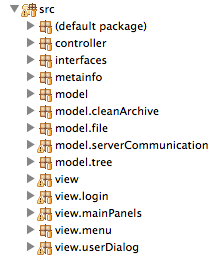 src
(default package)
controller
interfaces
metainfo
model
model.cleanArchive
model.file
model.serverCommunication
model.tree
view
view.login
view.mainPanels
view.menu
view.userDialog